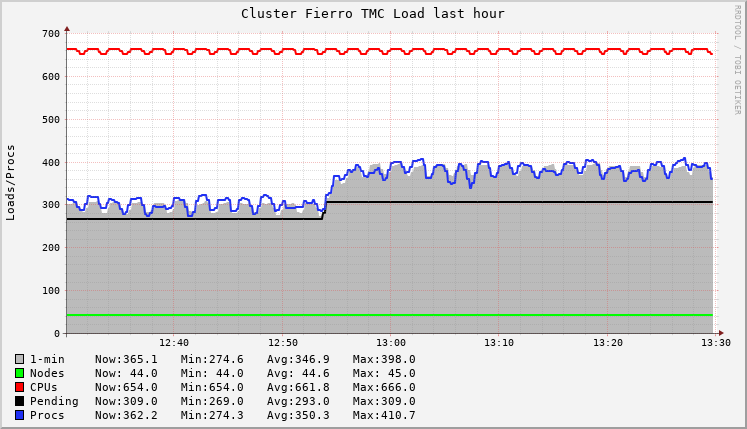 Cluster Fierro TMC Load last hour
RRDTOOL / TOBI OETIKER
Loads/Procs
700
600
500
400
300
200
100
0
12:40 12:50 13:00 13:10 13:20 13:30
1-min Now:365.1 Min:274.6 Avg:346.9 Max:398.0
Nodes Now: 44.0 Min: 44.0 Avg: 44.6 Max: 45.0
CPUs Now:654.0 Min:654.0 Avg:661.8 Max:666.0
Pending Now:309.0 Min:269.0 Avg:293.0 Max:309.0
Procs Now:362.2 Min:274.3 Avg:350.3 Max:410.7